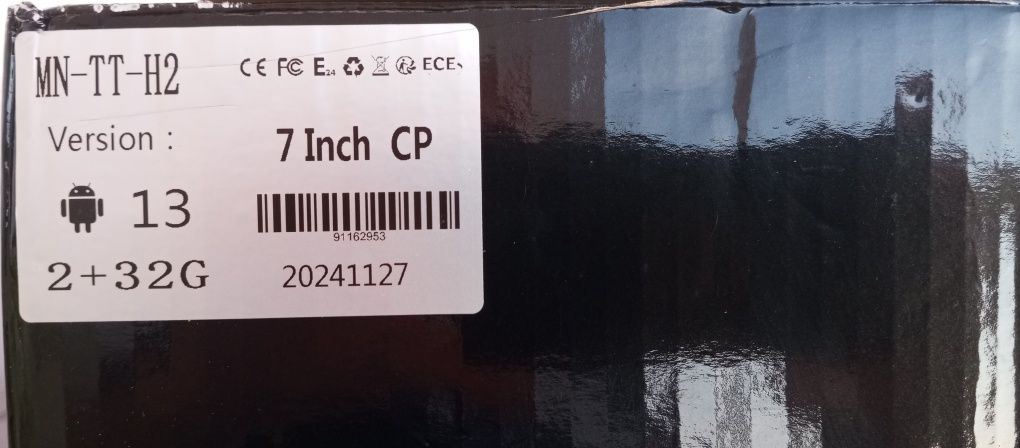 MN-TT-H2
CE FC E24 ECE
Version :
7 Inch CP
13
91162953
2+32G
20241127